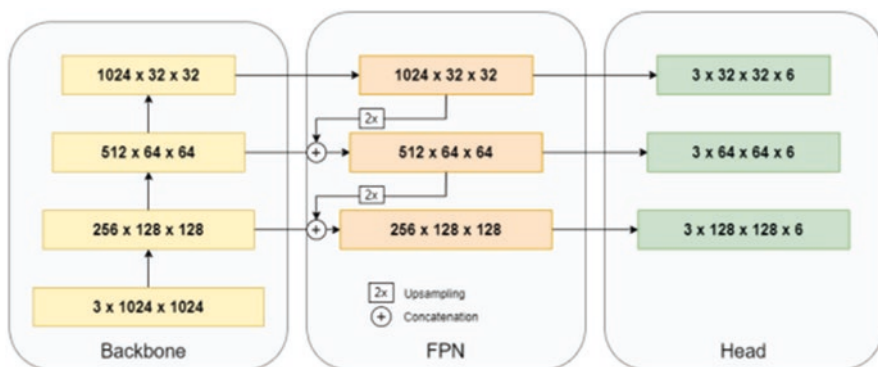 1024 x 32 x 32
512 x 64 x 64
256 x 128 x 128
3 x 1024 x 1024
Backbone
1024 x 32 x 32
2x
+
512 x 64 x 64
2x
+
256 x 128 x 128
2x Upsampling
+ Concatenation
FPN
3 x 32 x 32 x 6
3 x 64 x 64 x 6
3 x 128 x 128 x 6
Head